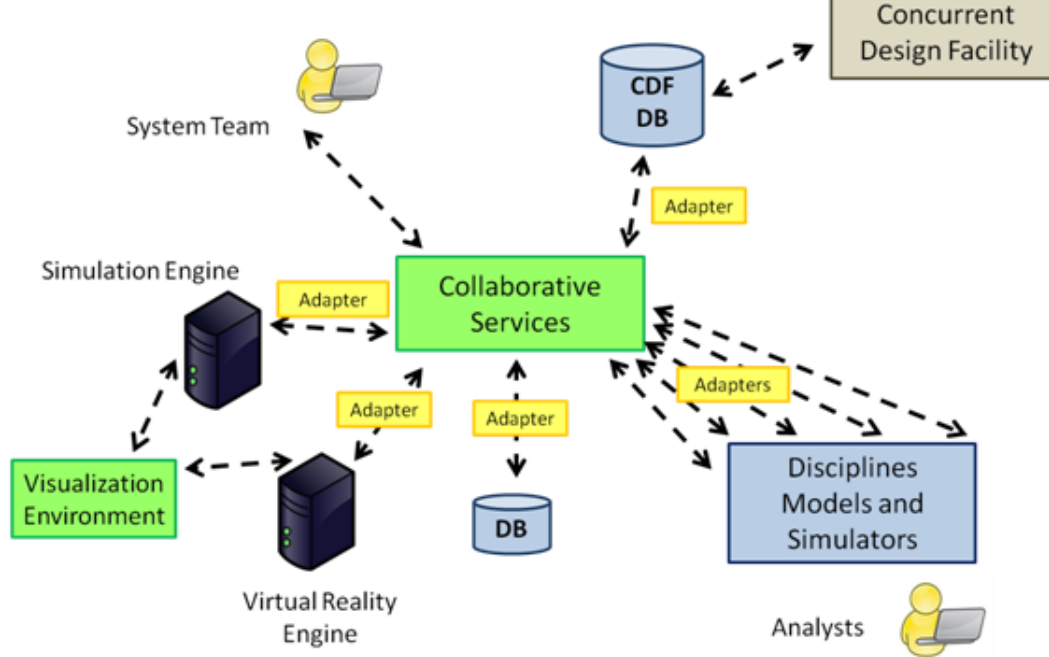 Concurrent
Design Facility
CDF
DB
System Team
Adapter
Simulation Engine
Adapter
Collaborative
Services
Adapter
Adapter
Adapters
Visualization
Environment
DB
Disciplines
Models and
Simulators
Virtual Reality
Engine
Analysts